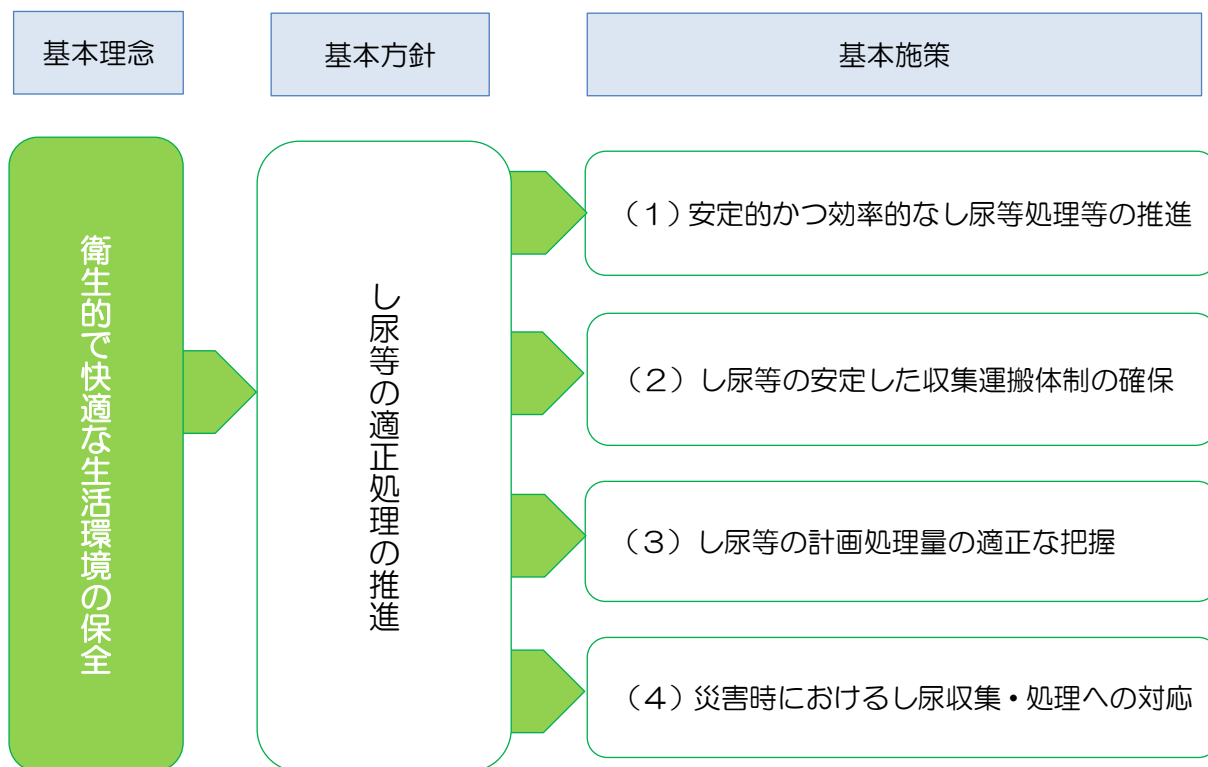 基本理念
基本方針
基本施策
衛生的で快適な生活環境の保全
し尿等の適正処理の推進
（１）安定的かつ効率的なし尿等処理等の推進
（２）し尿等の安定した収集運搬体制の確保
（３）し尿等の計画処理量の適正な把握
（４）災害時におけるし尿収集・処理への対応